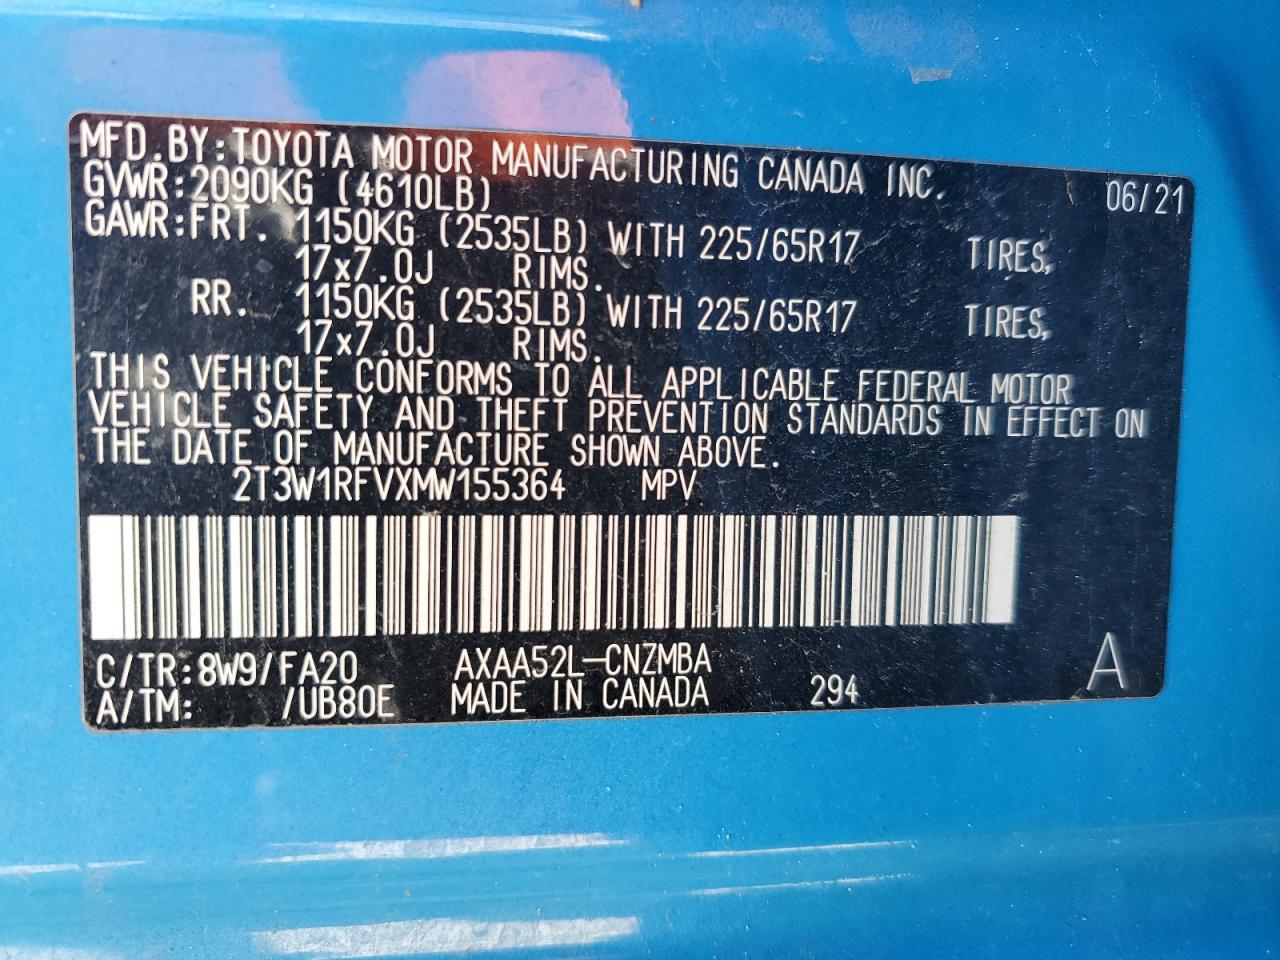 MFD.BY:TOYOTA MOTOR MANUFACTURING CANADA INC. 06/21
GVWR:2090KG (4610LB)
GAWR:FRT. 1150KG (2535LB) WITH 225/65R17 TIRES,
17x7.0J RIMS.
RR. 1150KG (2535LB) WITH 225/65R17 TIRES,
17x7.0J RIMS.
THIS VEHICLE CONFORMS TO ALL APPLICABLE FEDERAL MOTOR
VEHICLE SAFETY AND THEFT PREVENTION STANDARDS IN EFFECT ON
THE DATE OF MANUFACTURE SHOWN ABOVE.
2T3W1RFVXMW155364 MPV
C/TR:8W9/FA20 AXAA52L-CNZMBA A
A/TM: /UB80E MADE IN CANADA 294